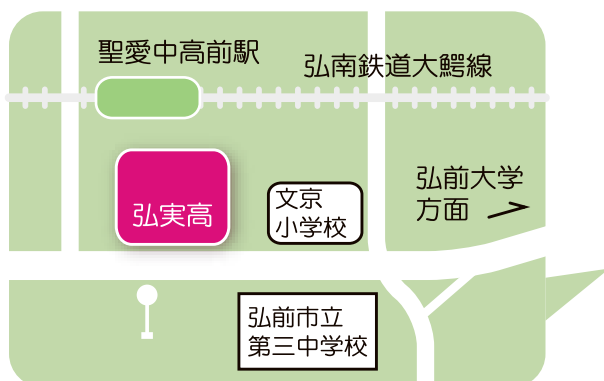 聖愛中高前駅
弘南鉄道大鰐線
弘実高
文京
小学校
弘前大学
方面
弘前市立
第三中学校